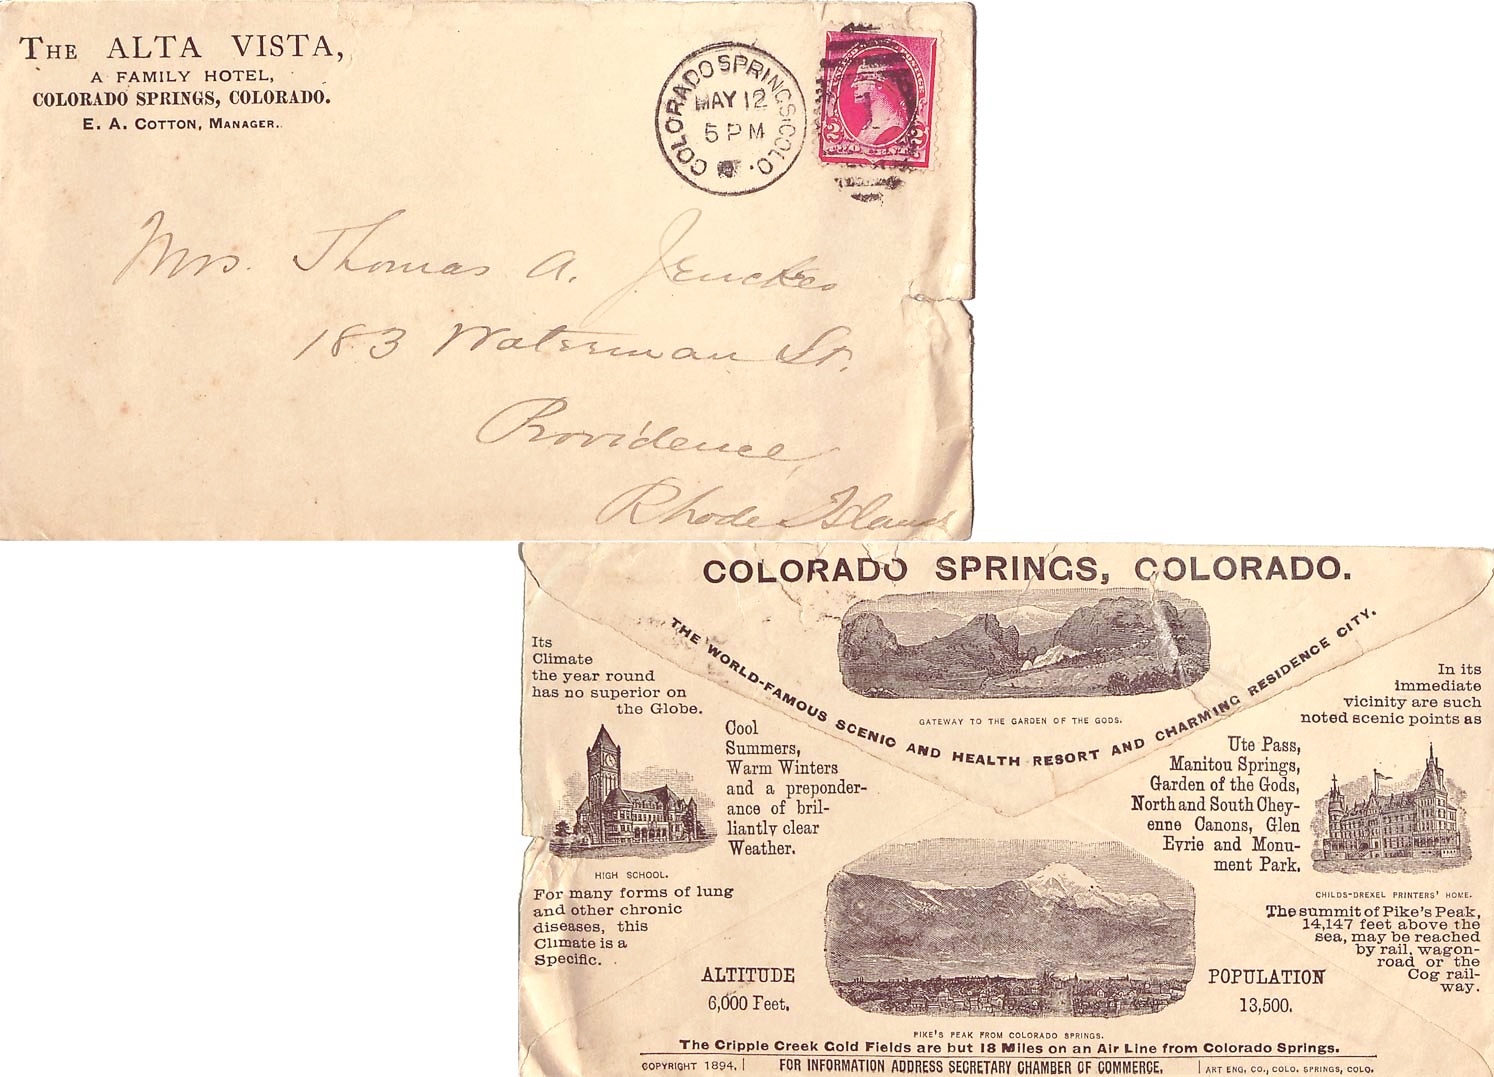 The ALTA VISTA,
A FAMILY HOTEL,
COLORADO SPRINGS, COLORADO.
E. A. Cotton, Manager.
COLORADO SPRINGS, COLO.
MAY 12
5 PM
2 2
Mrs. Thomas A. Jenckes
183 Waterman St.
Providence,
Rhode Island
COLORADO SPRINGS, COLORADO.
THE WORLD-FAMOUS SCENIC AND HEALTH RESORT AND CHARMING RESIDENCE CITY.
GATEWAY TO THE GARDEN OF THE GODS.
Its
Climate
the year round
has no superior on
the Globe.
Cool
Summers,
Warm Winters
and a preponder-
ance of bril-
liantly clear
Weather.
HIGH SCHOOL.
For many forms of lung
and other chronic
diseases, this
Climate is a
Specific.
ALTITUDE
6,000 Feet.
In its
immediate
vicinity are such
noted scenic points as
Ute Pass,
Manitou Springs,
Garden of the Gods,
North and South Chey-
enne Canons, Glen
Eyrie and Monu-
ment Park.
CHILDS-DREXEL PRINTERS' HOME.
The summit of Pike's Peak,
14,147 feet above the
sea, may be reached
by rail, wagon-
road or the
Cog rail-
way.
POPULATION
13,500.
PIKE'S PEAK FROM COLORADO SPRINGS.
The Cripple Creek Gold Fields are but 18 Miles on an Air Line from Colorado Springs.
COPYRIGHT 1894. | FOR INFORMATION ADDRESS SECRETARY CHAMBER OF COMMERCE. | ART ENG. CO., COLO. SPRINGS, COLO.